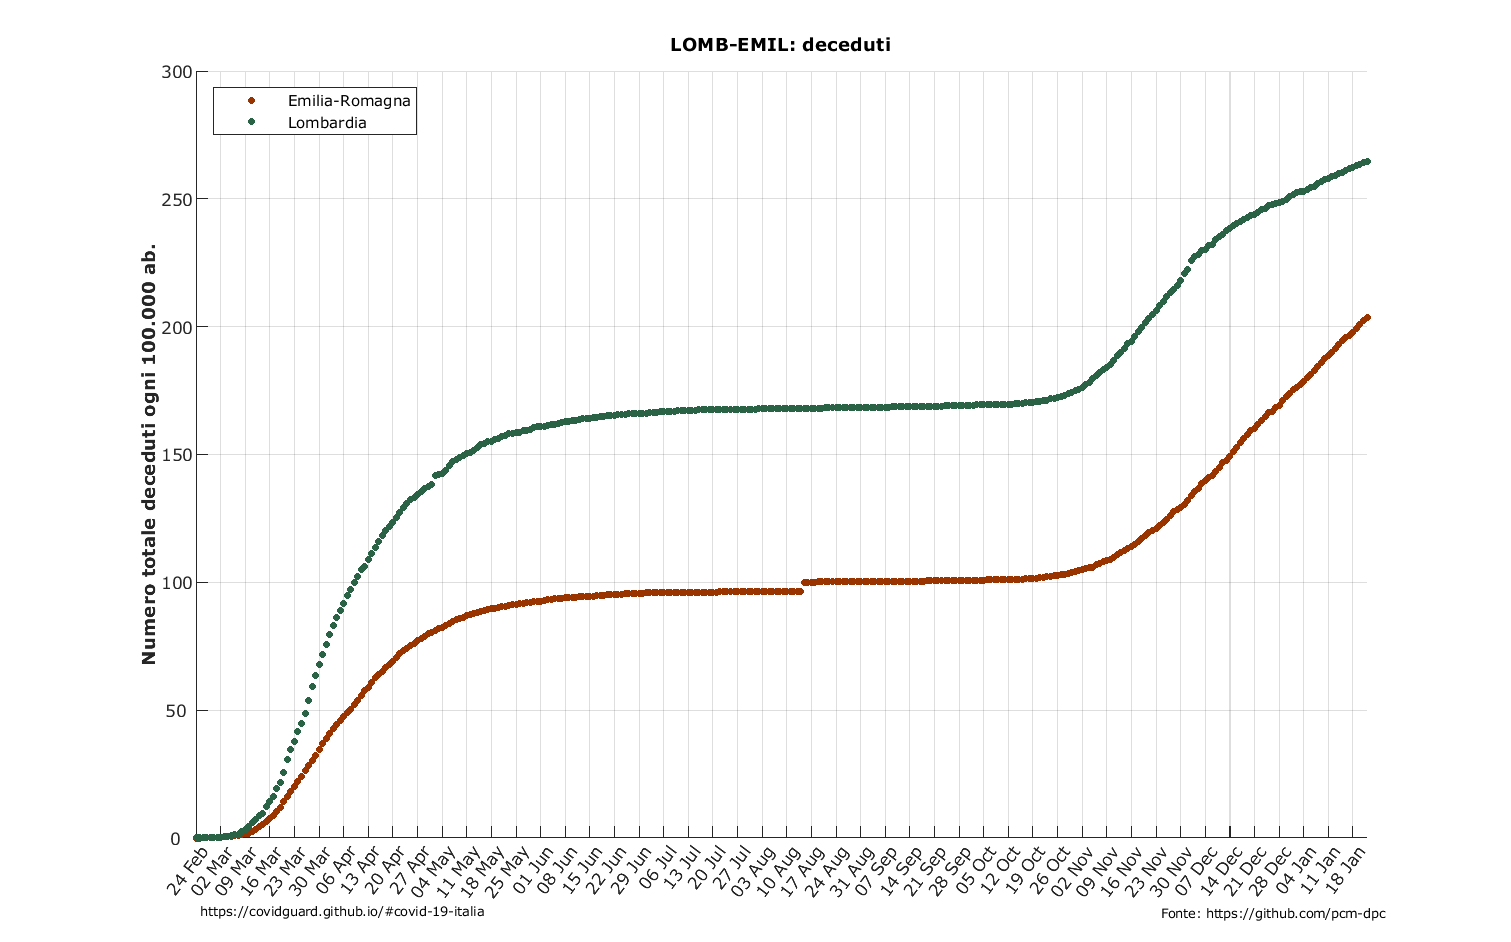 LOMB-EMIL: deceduti
Numero totale deceduti ogni 100.000 ab.
300
250
200
150
100
50
0
Emilia-Romagna
Lombardia
24 Feb
02 Mar
09 Mar
16 Mar
23 Mar
30 Mar
06 Apr
13 Apr
20 Apr
27 Apr
04 May
11 May
18 May
25 May
01 Jun
08 Jun
15 Jun
22 Jun
29 Jun
06 Jul
13 Jul
20 Jul
27 Jul
03 Aug
10 Aug
17 Aug
24 Aug
31 Aug
07 Sep
14 Sep
21 Sep
28 Sep
05 Oct
12 Oct
19 Oct
26 Oct
02 Nov
09 Nov
16 Nov
23 Nov
30 Nov
07 Dec
14 Dec
21 Dec
28 Dec
04 Jan
11 Jan
18 Jan
https://covidguard.github.io/#covid-19-italia
Fonte: https://github.com/pcm-dpc